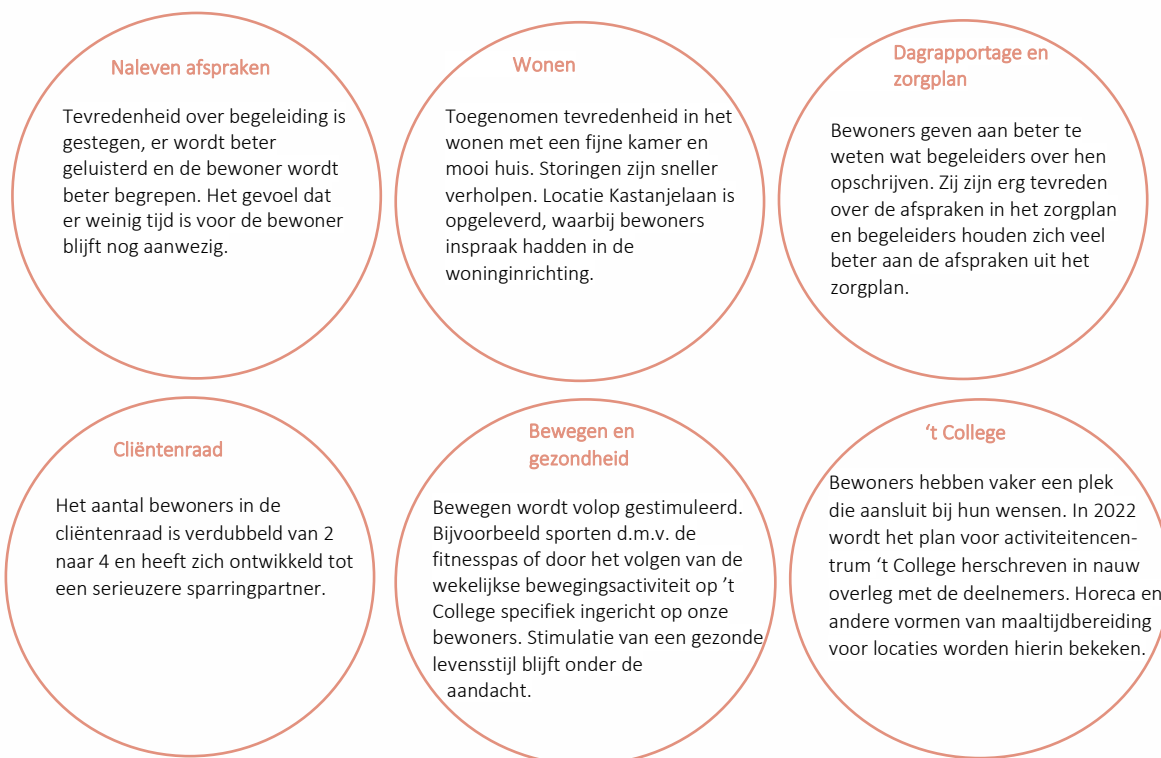 Naleven afspraken
Tevredenheid over begeleiding is
gestegen, er wordt beter
geluisterd en de bewoner wordt
beter begrepen. Het gevoel dat
er weinig tijd is voor de bewoner
blijft nog aanwezig.
Wonen
Toegenomen tevredenheid in het
wonen met een fijne kamer en
mooi huis. Storingen zijn sneller
verholpen. Locatie Kastanjelaan is
opgeleverd, waarbij bewoners
inspraak hadden in de
woninginrichting.
Dagrapportage en
zorgplan
Bewoners geven aan beter te
weten wat begeleiders over hen
opschrijven. Zij zijn erg tevreden
over de afspraken in het zorgplan
en begeleiders houden zich veel
beter aan de afspraken uit het
zorgplan.
Cliëntenraad
Het aantal bewoners in de
cliëntenraad is verdubbeld van 2
naar 4 en heeft zich ontwikkeld tot
een serieuzere sparringpartner.
Bewegen en
gezondheid
Bewegen wordt volop gestimuleerd.
Bijvoorbeeld sporten d.m.v. de
fitnesspas of door het volgen van de
wekelijkse bewegingsactiviteit op ’t
College specifiek ingericht op onze
bewoners. Stimulatie van een gezonde
levensstijl blijft onder de
aandacht.
‘t College
Bewoners hebben vaker een plek
die aansluit bij hun wensen. In 2022
wordt het plan voor activiteitencen-
trum ‘t College herschreven in nauw
overleg met de deelnemers. Horeca en
andere vormen van maaltijdbereiding
voor locaties worden hierin bekeken.